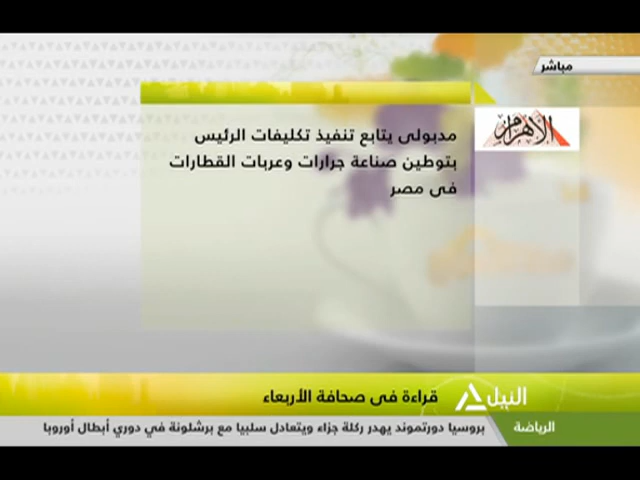 مباشر
الأهرام
مدبولى يتابع تنفيذ تكليفات الرئيس
بتوطين صناعة جرارات وعربات القطارات
فى مصر
النيل
قراءة فى صحافة الأربعاء
الرياضة
بروسيا دورتموند يهدر ركلة جزاء ويتعادل سلبيا مع برشلونة في دوري أبطال أوروبا